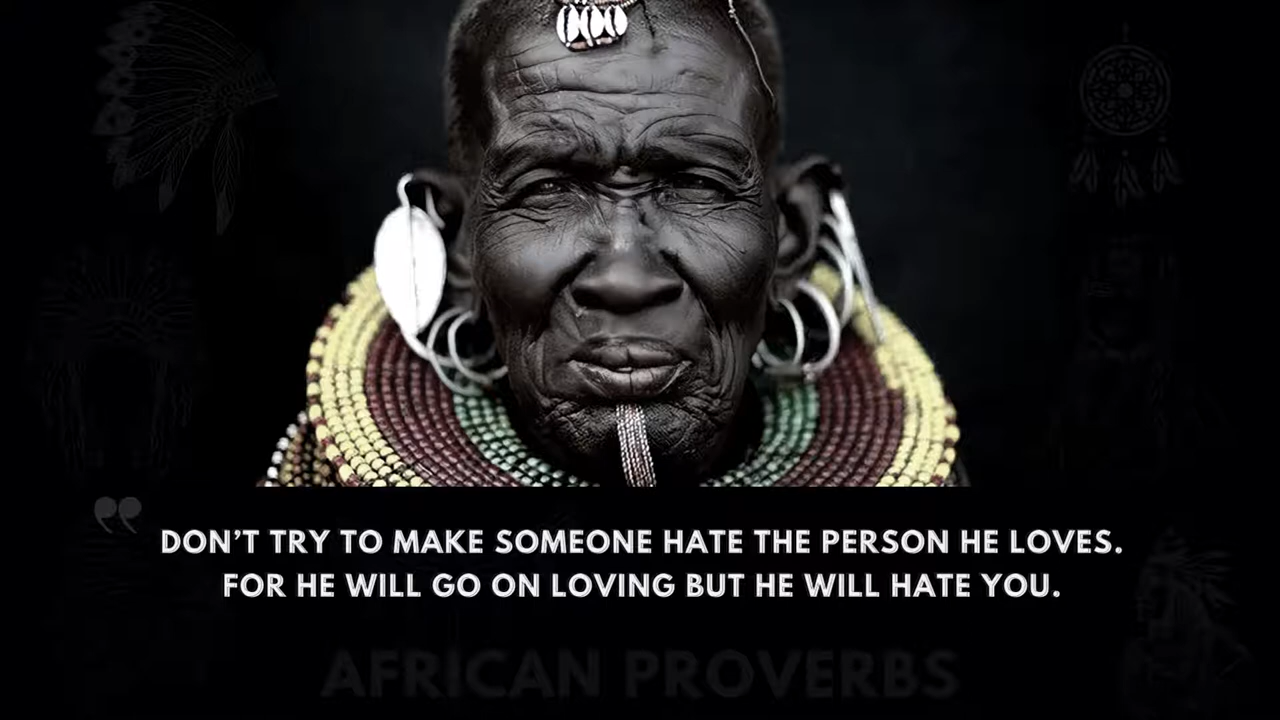 DON’T TRY TO MAKE SOMEONE HATE THE PERSON HE LOVES.
FOR HE WILL GO ON LOVING BUT HE WILL HATE YOU.
AFRICAN PROVERBS